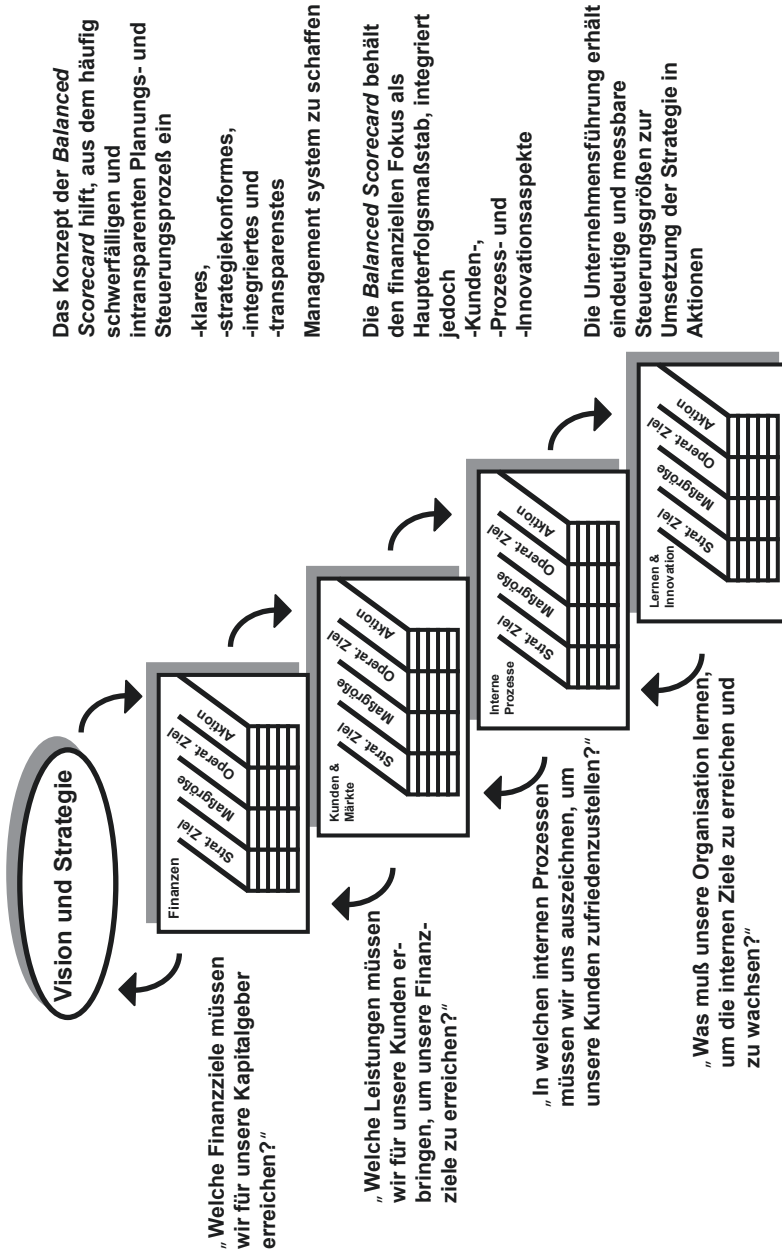 Vision und Strategie
„Welche Finanzziele müssen
wir für unsere Kapitalgeber
erreichen?“
Finanzen
Strat. Ziel
Maßgröße
Operat. Ziel
Aktion
„Welche Leistungen müssen
wir für unsere Kunden er-
bringen, um unsere Finanz-
ziele zu erreichen?“
Kunden &
Märkte
Strat. Ziel
Maßgröße
Operat. Ziel
Aktion
„In welchen internen Prozessen
müssen wir uns auszeichnen, um
unsere Kunden zufriedenzustellen?“
Interne
Prozesse
Strat. Ziel
Maßgröße
Operat. Ziel
Aktion
„Was muß unsere Organisation lernen,
um die internen Ziele zu erreichen und
zu wachsen?“
Lernen &
Innovation
Strat. Ziel
Maßgröße
Operat. Ziel
Aktion
Das Konzept der Balanced
Scorecard hilft, aus dem häufig
schwerfälligen und
intransparenten Planungs- und
Steuerungsprozeß ein
-klares,
-strategiekonformes,
-integriertes und
-transparenstes
Management system zu schaffen
Die Balanced Scorecard behält
den finanziellen Fokus als
Haupterfolgsmaßstab, integriert
jedoch
-Kunden-,
-Prozess- und
-Innovationsaspekte
Die Unternehmensführung erhält
eindeutige und messbare
Steuerungsgrößen zur
Umsetzung der Strategie in
Aktionen